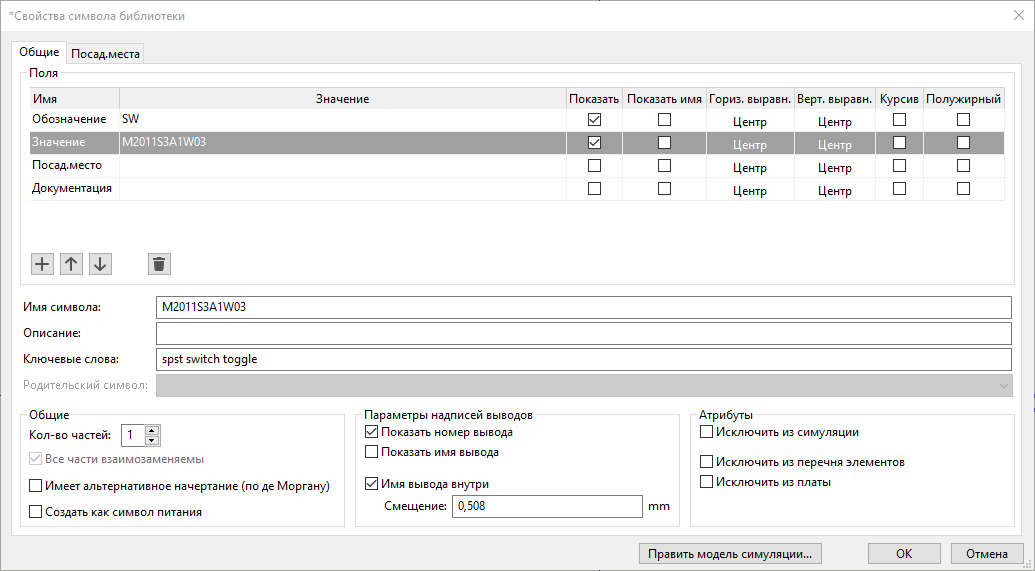 *Свойства символа библиотеки
Общие Посад.места
Поля
Имя Значение Показать Показать имя Гориз. выравн. Верт. выравн. Курсив Полужирный
Обозначение SW Центр Центр
Значение M2011S3A1W03 Центр Центр
Посад.место Центр Центр
Документация Центр Центр
Имя символа: M2011S3A1W03
Описание:
Ключевые слова: spst switch toggle
Родительский символ:
Общие
Кол-во частей: 1
Все части взаимозаменяемы
Имеет альтернативное начертание (по де Моргану)
Создать как символ питания
Параметры надписей выводов
Показать номер вывода
Показать имя вывода
Имя вывода внутри
Смещение: 0,508 mm
Атрибуты
Исключить из симуляции
Исключить из перечня элементов
Исключить из платы
Править модель симуляции... OK Отмена